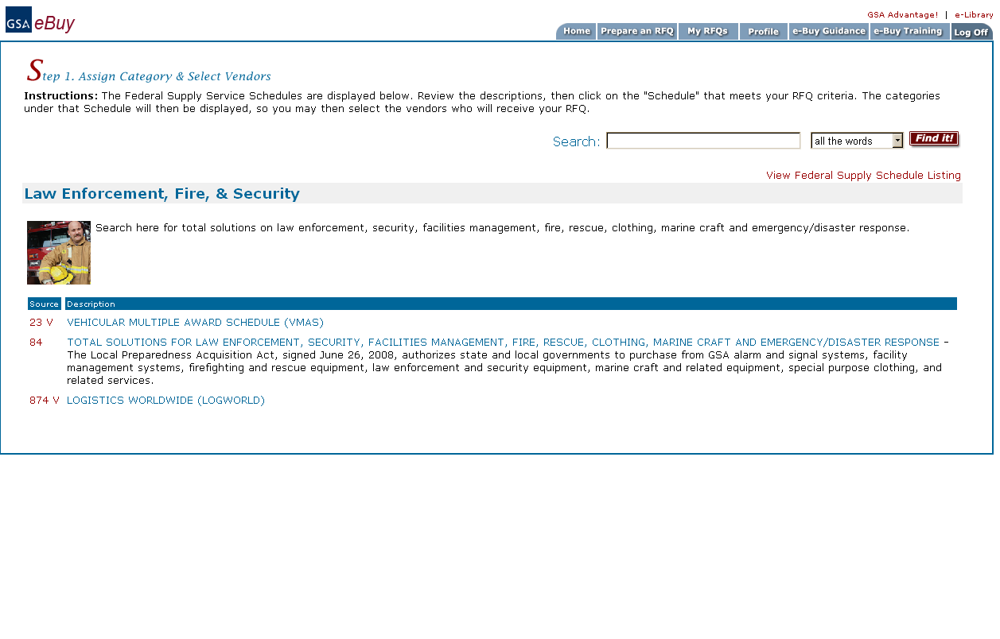 GSA eBuy
GSA Advantage! | e-Library
Home Prepare an RFQ My RFQs Profile e-Buy Guidance e-Buy Training Log Off
Step 1. Assign Category & Select Vendors
Instructions: The Federal Supply Service Schedules are displayed below. Review the descriptions, then click on the "Schedule" that meets your RFQ criteria. The categories
under that Schedule will then be displayed, so you may then select the vendors who will receive your RFQ.
Search: all the words Find it!
View Federal Supply Schedule Listing
Law Enforcement, Fire, & Security
Search here for total solutions on law enforcement, security, facilities management, fire, rescue, clothing, marine craft and emergency/disaster response.
Source Description
23 V VEHICULAR MULTIPLE AWARD SCHEDULE (VMAS)
84 TOTAL SOLUTIONS FOR LAW ENFORCEMENT, SECURITY, FACILITIES MANAGEMENT, FIRE, RESCUE, CLOTHING, MARINE CRAFT AND EMERGENCY/DISASTER RESPONSE -
The Local Preparedness Acquisition Act, signed June 26, 2008, authorizes state and local governments to purchase from GSA alarm and signal systems, facility
management systems, firefighting and rescue equipment, law enforcement and security equipment, marine craft and related equipment, special purpose clothing, and
related services.
874 V LOGISTICS WORLDWIDE (LOGWORLD)